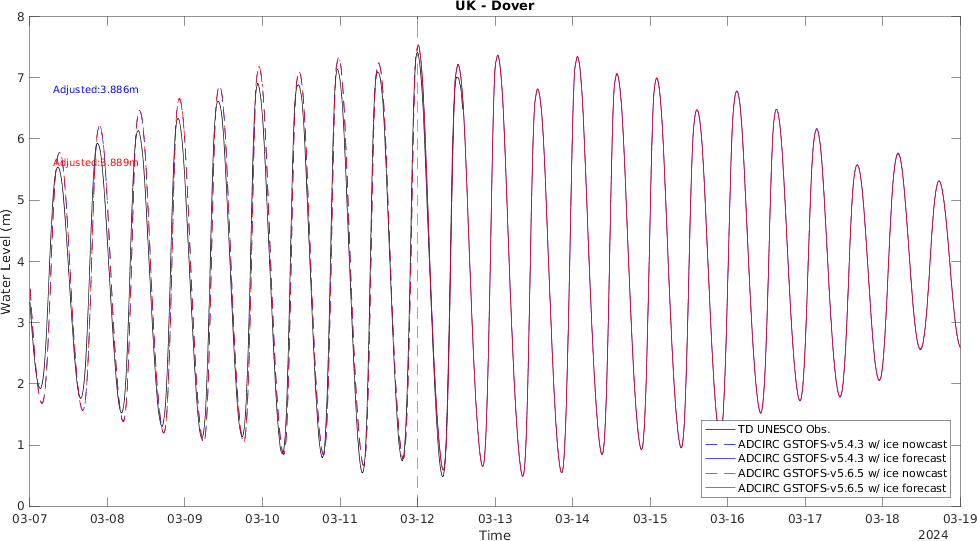 UK - Dover
8
7
6
5
4
3
2
1
0
Water Level (m)
Adjusted:3.886m
Adjusted:3.889m
TD UNESCO Obs.
ADCIRC GSTOFS-v5.4.3 w/ ice nowcast
ADCIRC GSTOFS-v5.4.3 w/ ice forecast
ADCIRC GSTOFS-v5.6.5 w/ ice nowcast
ADCIRC GSTOFS-v5.6.5 w/ ice forecast
03-07 03-08 03-09 03-10 03-11 03-12 03-13 03-14 03-15 03-16 03-17 03-18 03-19
Time
2024